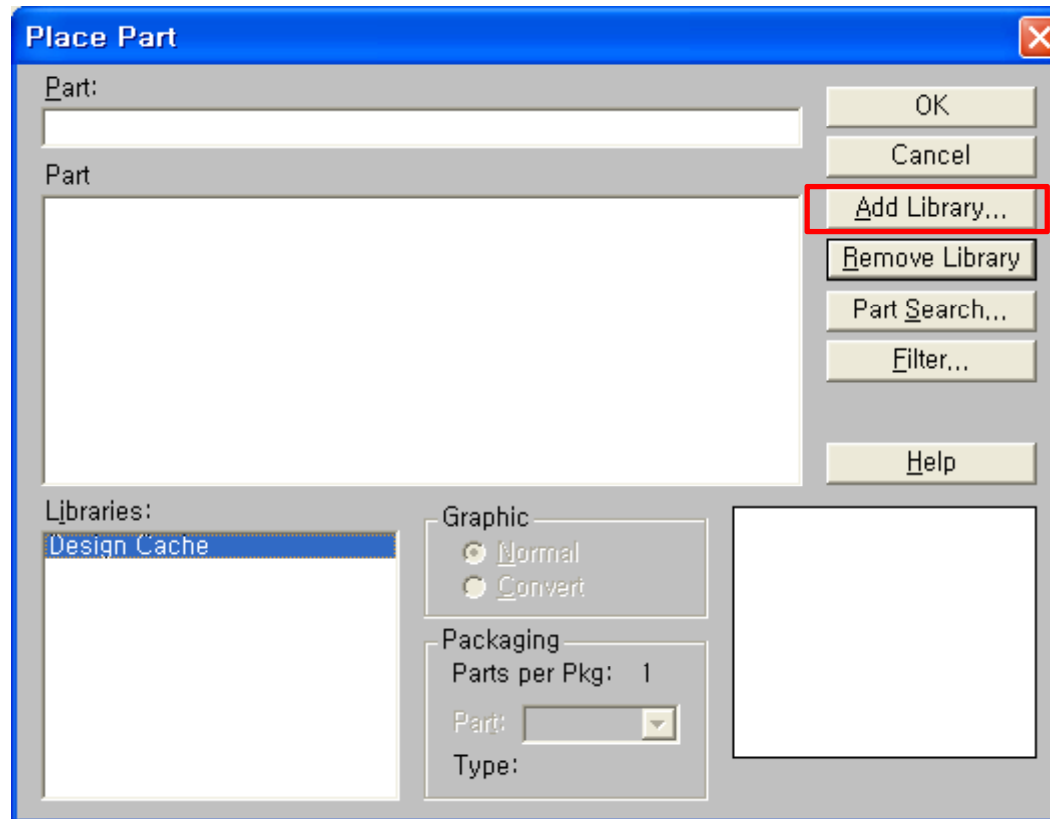 Place Part
Part:
OK
Cancel
Part
Add Library...
Remove Library
Part Search...
Filter...
Help
Libraries:
Design Cache
Graphic
Normal
Convert
Packaging
Parts per Pkg: 1
Part:
Type: